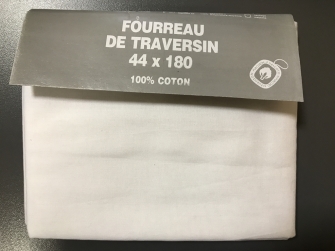 FOURREAU
DE TRAVERSIN
44 x 180
100% COTON